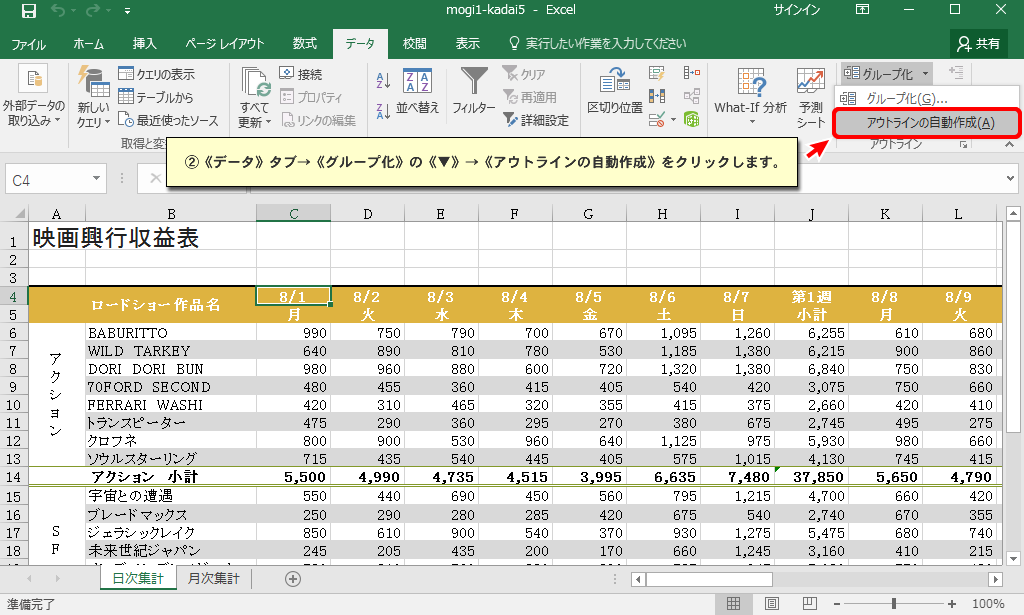 mogi1-kadai5 - Excel サインイン
ファイル ホーム 挿入 ページ レイアウト 数式 データ 校閲 表示 実行したい作業を入力してください 共有
外部データの取り込み
新しいクエリ
クエリの表示
テーブルから
最近使ったソース
すべて更新
接続
プロパティ
リンクの編集
並べ替え
フィルター
クリア
再適用
詳細設定
区切り位置
What-If 分析
予測シート
グループ化
グループ化(G)...
アウトラインの自動作成(A)
アウトライン
取得と変
②《データ》タブ→《グループ化》の《▼》→《アウトラインの自動作成》をクリックします。
C4
A B C D E F G H I J K L
1 映画興行収益表
2
3
4 ロードショー作品名 8/1 8/2 8/3 8/4 8/5 8/6 8/7 第1週 8/8 8/9
5 月 火 水 木 金 土 日 小計 月 火
アクション
6 BABURITTO 990 750 790 700 670 1,095 1,260 6,255 610 680
7 WILD TARKEY 640 890 810 780 530 1,185 1,380 6,215 900 860
8 DORI DORI BUN 980 960 880 600 720 1,320 1,380 6,840 750 830
9 70FORD SECOND 480 455 360 415 405 540 420 3,075 750 660
10 FERRARI WASHI 420 310 465 320 355 415 375 2,660 420 410
11 トランスピーター 475 290 360 295 270 380 675 2,745 495 275
12 クロフネ 800 900 530 960 640 1,125 975 5,930 980 660
13 ソウルスターリング 715 435 540 445 405 575 1,015 4,130 745 415
14 アクション 小計 5,500 4,990 4,735 4,515 3,995 6,635 7,480 37,850 5,650 4,790
SF
15 宇宙との遭遇 550 440 690 450 560 795 1,215 4,700 660 420
16 ブレードマックス 250 290 280 285 420 675 540 2,740 670 355
17 ジェラシックレイク 850 610 900 540 370 930 1,275 5,475 680 740
18 未来世紀ジャパン 245 205 435 200 170 660 1,245 3,160 410 215
日次集計 月次集計
準備完了 100%